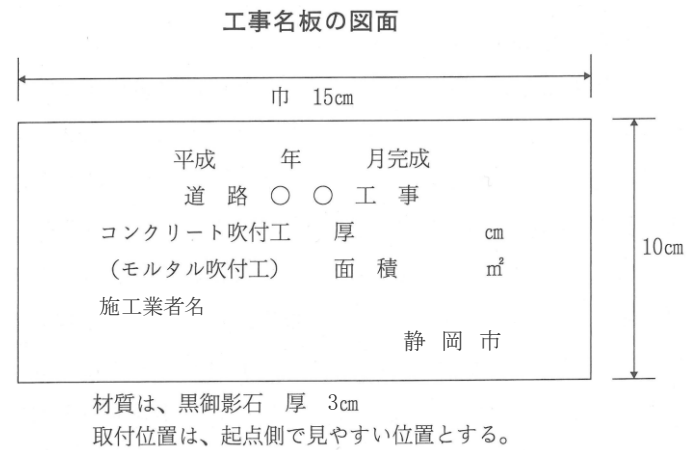 工事名板の図面
巾　15㎝
平成　　　年　　　月完成
道　路　〇　〇　工　事
コンクリート吹付工　　厚　　　　　　㎝
（モルタル吹付工）　　面　積　　　　㎡
施工業者名
静　岡　市
10㎝
材質は、黒御影石　厚　3㎝
取付位置は、起点側で見やすい位置とする。